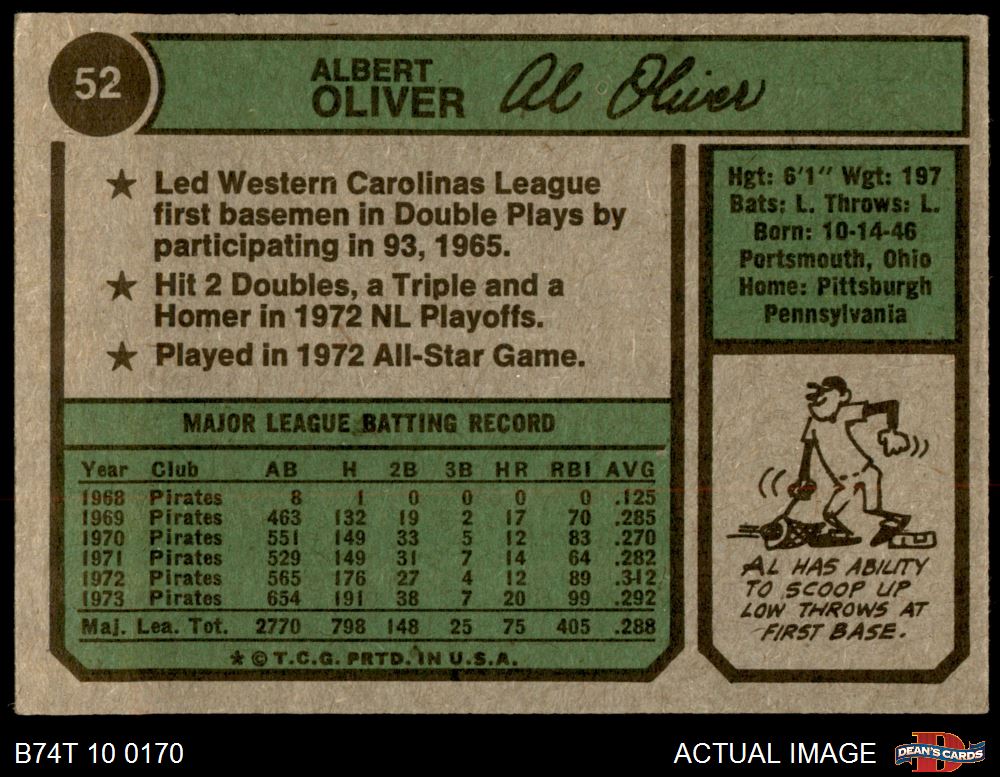 52
ALBERT
OLIVER
Al Oliver
★ Led Western Carolinas League
first basemen in Double Plays by
participating in 93, 1965.
★ Hit 2 Doubles, a Triple and a
Homer in 1972 NL Playoffs.
★ Played in 1972 All-Star Game.
Hgt: 6'1" Wgt: 197
Bats: L. Throws: L.
Born: 10-14-46
Portsmouth, Ohio
Home: Pittsburgh
Pennsylvania
MAJOR LEAGUE BATTING RECORD
Year Club AB H 2B 3B HR RBI AVG
1968 Pirates 8 1 0 0 0 0 .125
1969 Pirates 463 132 19 2 17 70 .285
1970 Pirates 551 149 33 5 12 83 .270
1971 Pirates 529 149 31 7 14 64 .282
1972 Pirates 565 176 27 4 12 89 .312
1973 Pirates 654 191 38 7 20 99 .292
Maj. Lea. Tot. 2770 798 148 25 75 405 .288
★ © T.C.G. PRTD. IN U.S.A.
AL HAS ABILITY
TO SCOOP UP
LOW THROWS AT
FIRST BASE.
B74T 10 0170
ACTUAL IMAGE
D
DEAN'S CARDS